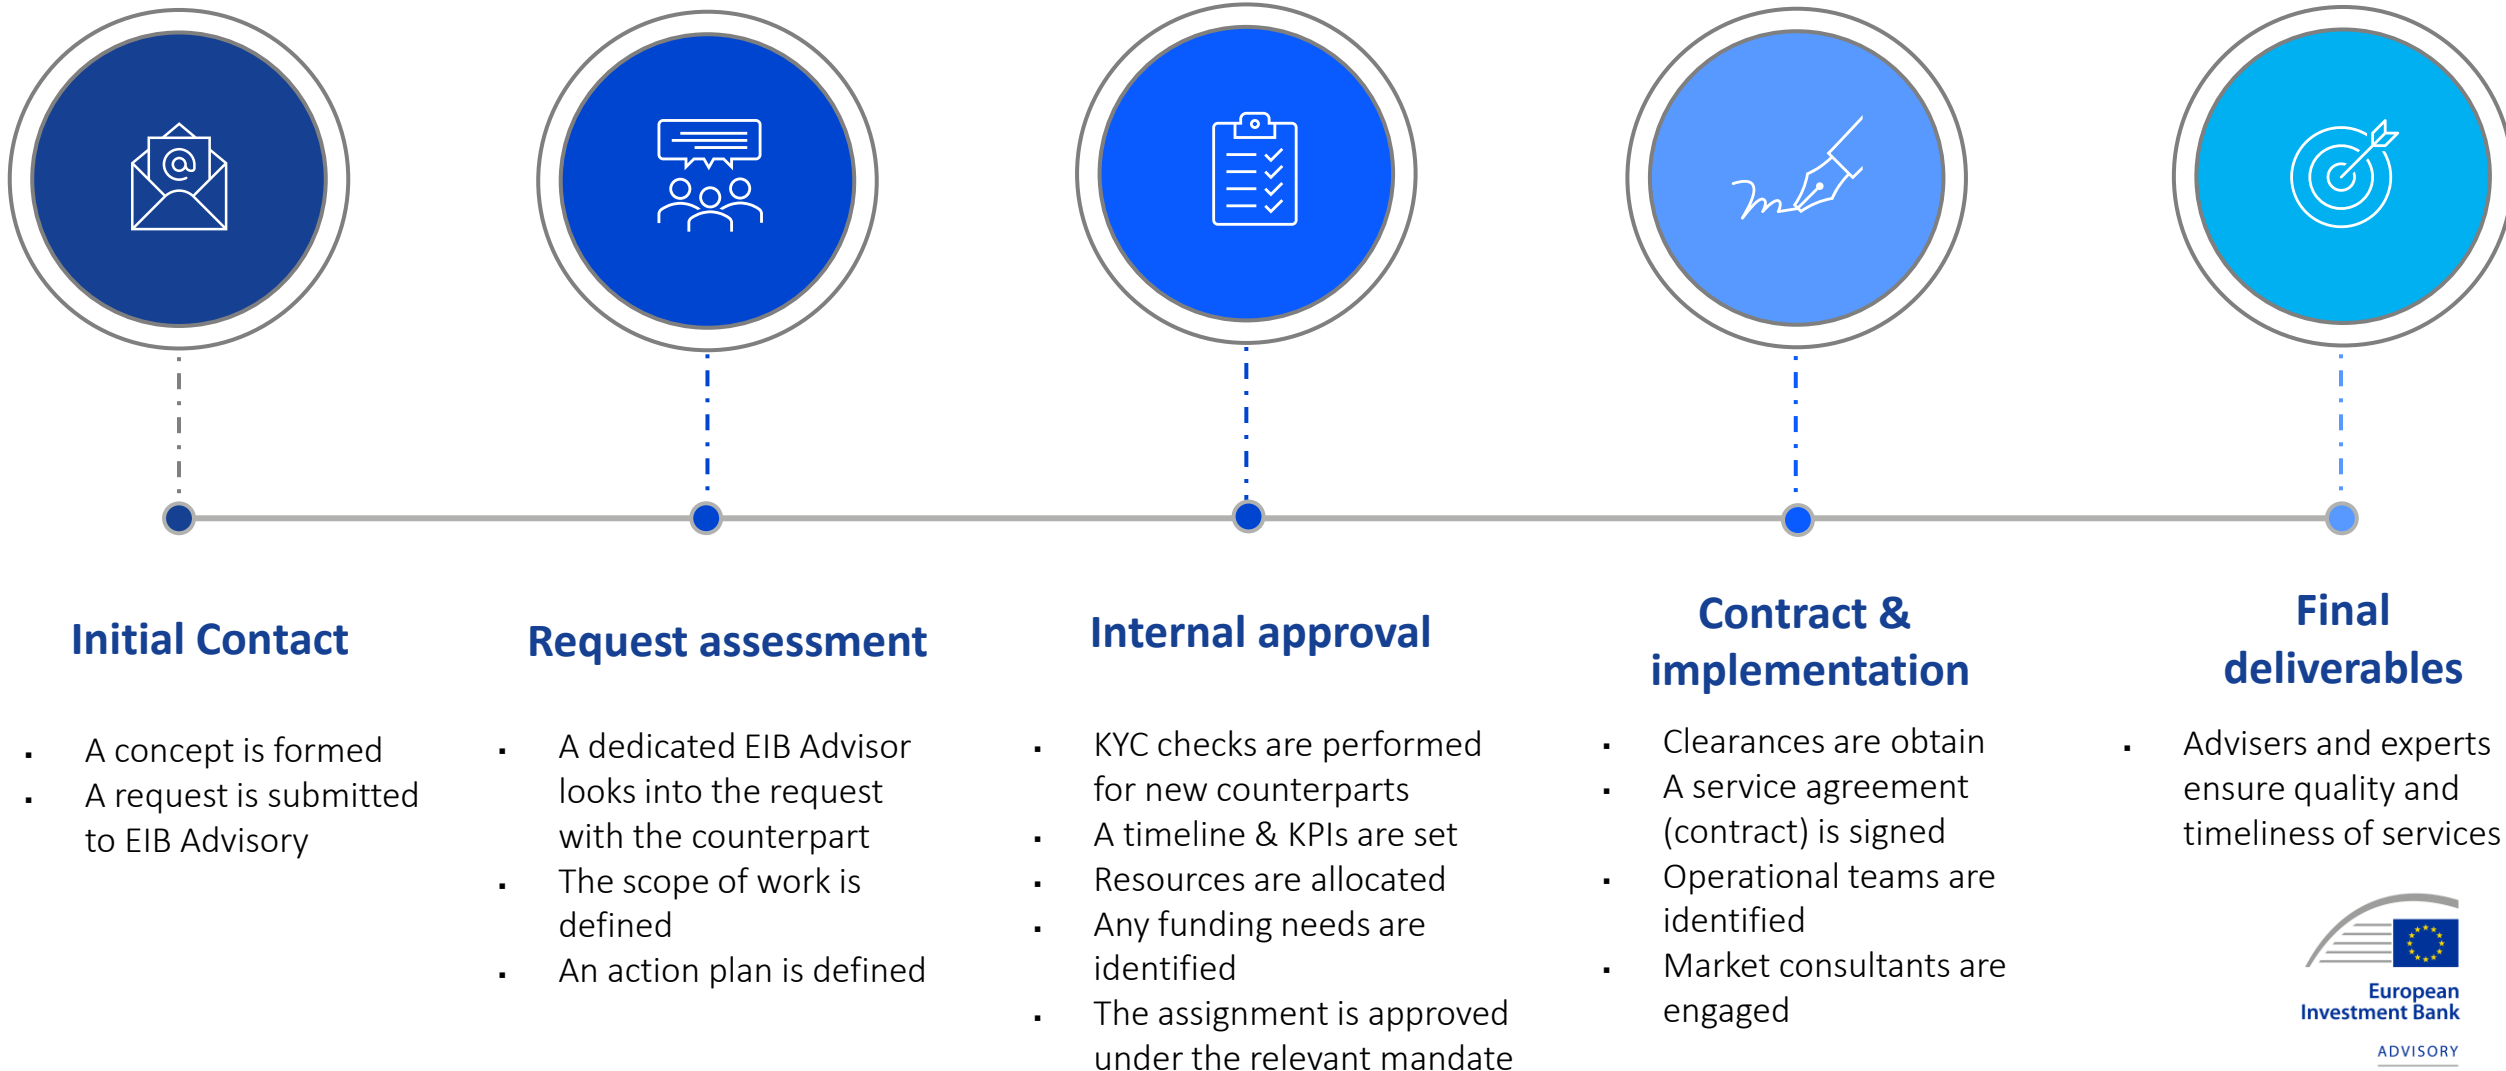 Initial Contact
▪ A concept is formed
▪ A request is submitted
to EIB Advisory
Request assessment
▪ A dedicated EIB Advisor
looks into the request
with the counterpart
▪ The scope of work is
defined
▪ An action plan is defined
Internal approval
▪ KYC checks are performed
for new counterparts
▪ A timeline & KPIs are set
▪ Resources are allocated
▪ Any funding needs are
identified
▪ The assignment is approved
under the relevant mandate
Contract &
implementation
▪ Clearances are obtain
▪ A service agreement
(contract) is signed
▪ Operational teams are
identified
▪ Market consultants are
engaged
Final
deliverables
▪ Advisers and experts
ensure quality and
timeliness of services
European
Investment Bank
ADVISORY